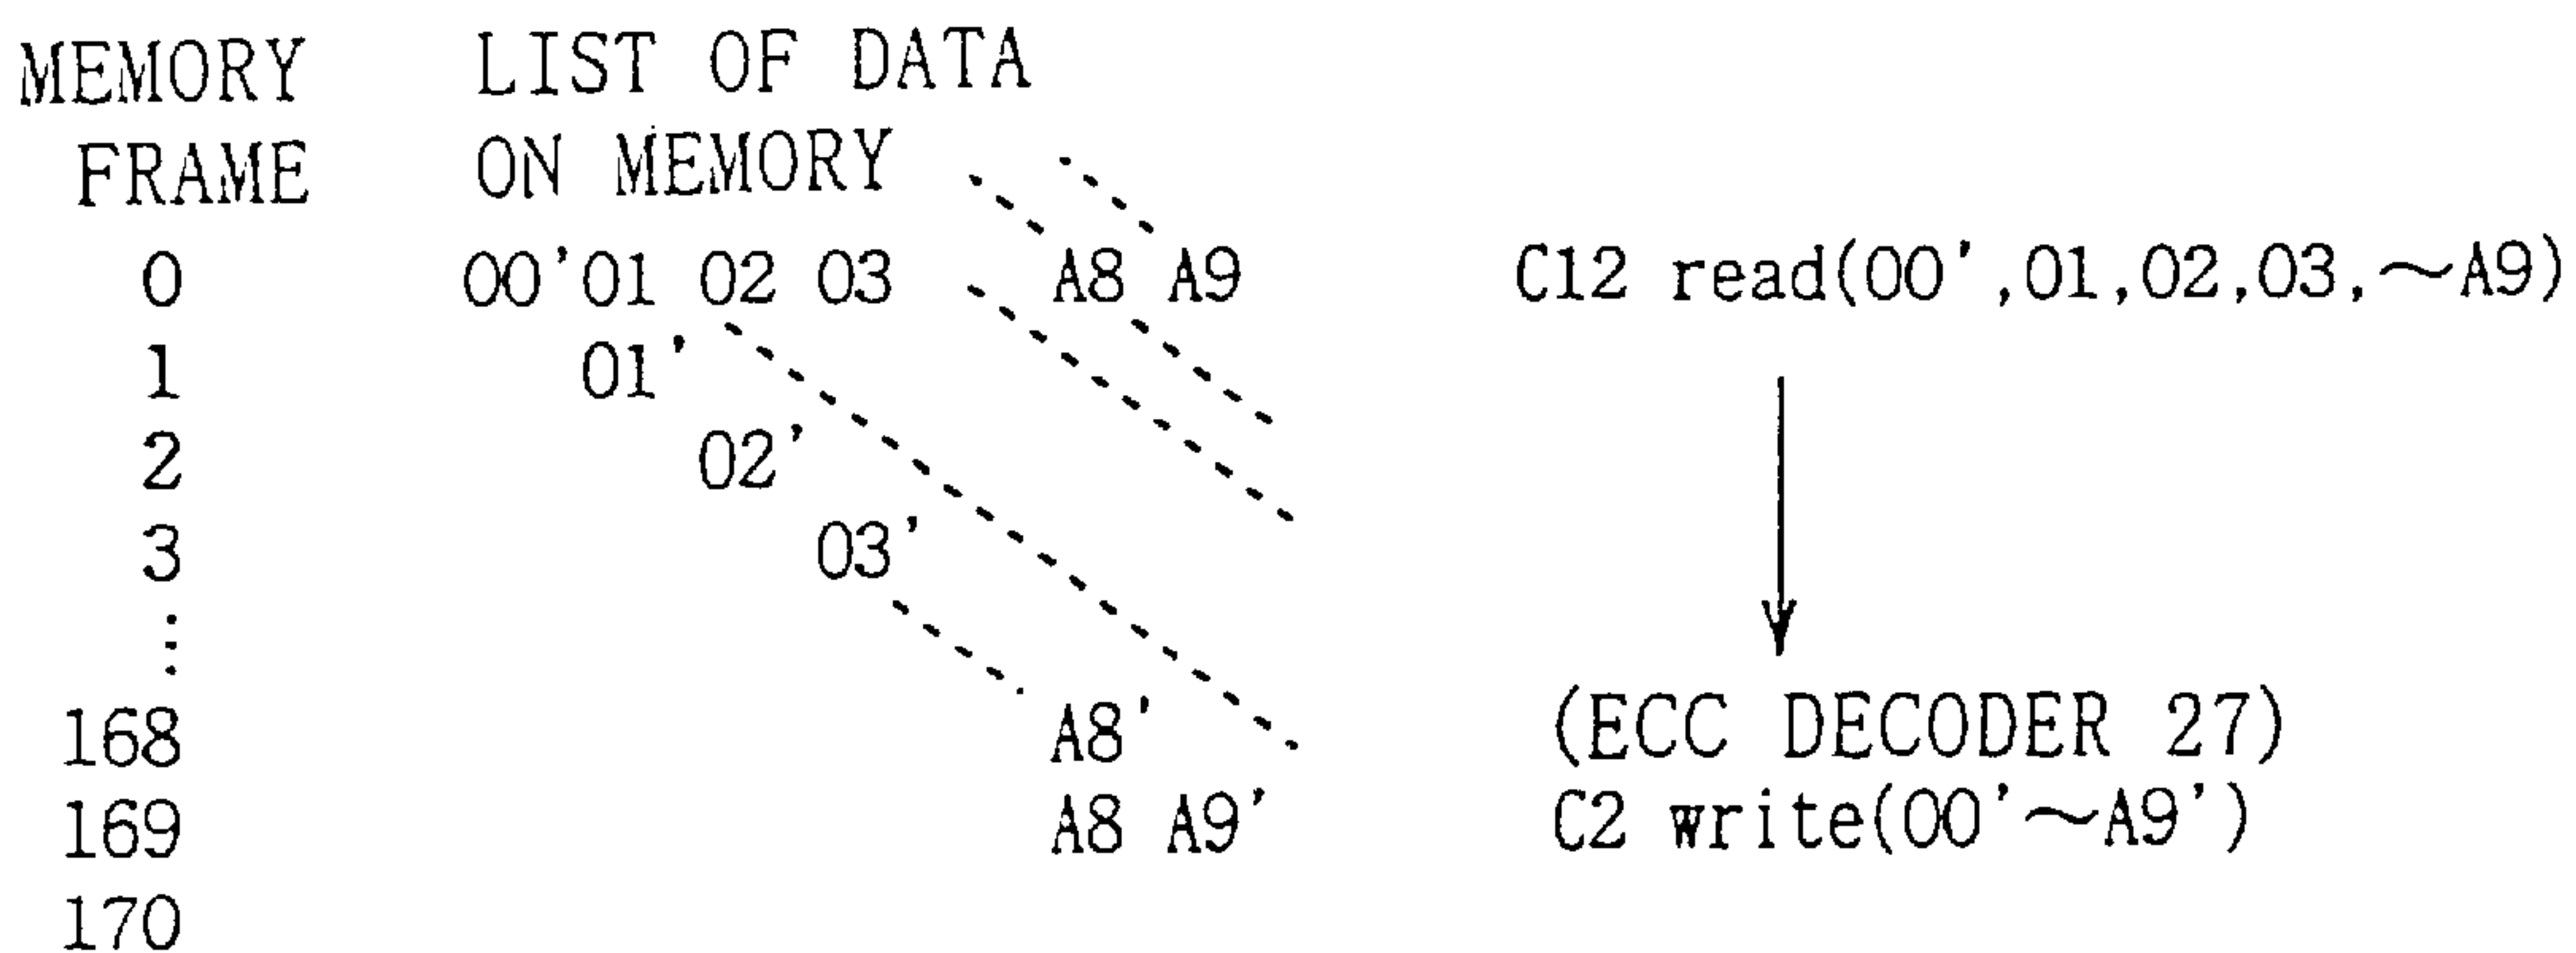 MEMORY LIST OF DATA
FRAME ON MEMORY
0 00'01 02 03 A8 A9 C12 read(00',01,02,03,~A9)
1 01'
2 02'
3 03'
⋮
168 A8' (ECC DECODER 27)
169 A8 A9' C2 write(00'~A9')
170